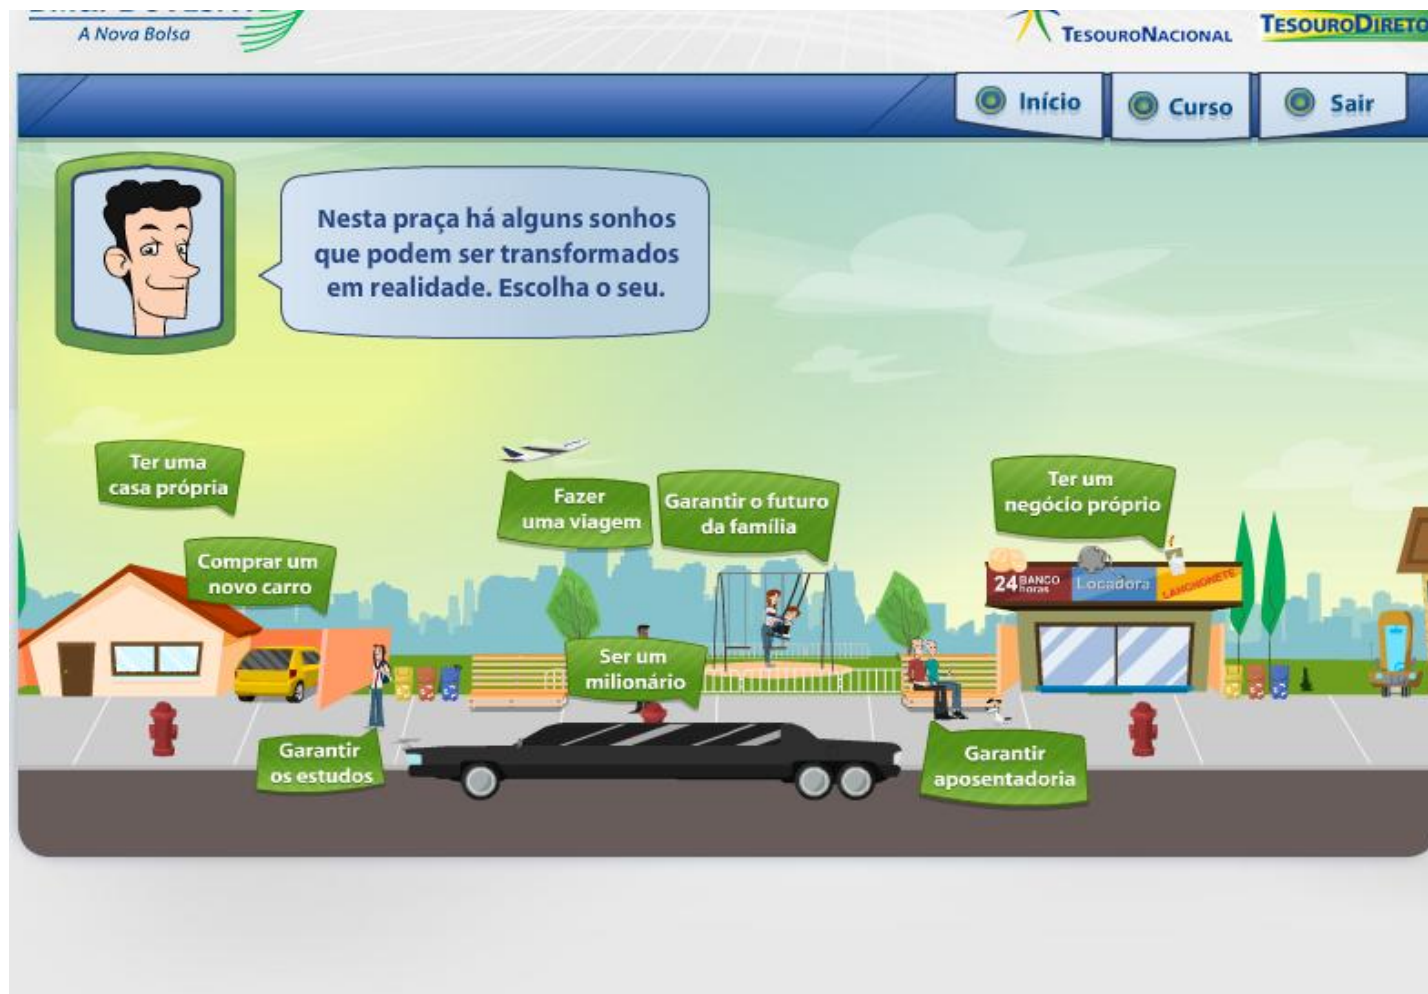 A Nova Bolsa
TESOURONACIONAL
TESOURODIRETO
Início
Curso
Sair
Nesta praça há alguns sonhos
que podem ser transformados
em realidade. Escolha o seu.
Ter uma
casa própria
Comprar um
novo carro
Fazer
uma viagem
Garantir o futuro
da família
Ter um
negócio próprio
24 BANCO
horas
Locadora
LANCHONETE
Ser um
milionário
Garantir
os estudos
Garantir
aposentadoria